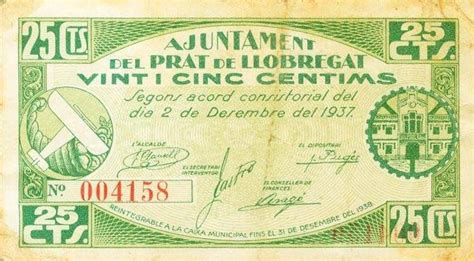 25 CTS.
25 CTS.
AJUNTAMENT
DEL PRAT DE LLOBREGAT
VINT I CINC CENTIMS
Segons acord consistorial del
dia 2 de Desembre del 1937.
L'ALCALDE
EL SECRETARI
INTERVENTOR
EL DIPOSITARI
EL CONSELLER DE
FINANCES
Castro
Nº 004158
REINTEGRABLE A LA CAIXA MUNICIPAL FINS EL 31 DE DESEMBRE DEL 1938
25 CTS.
25 CTS.